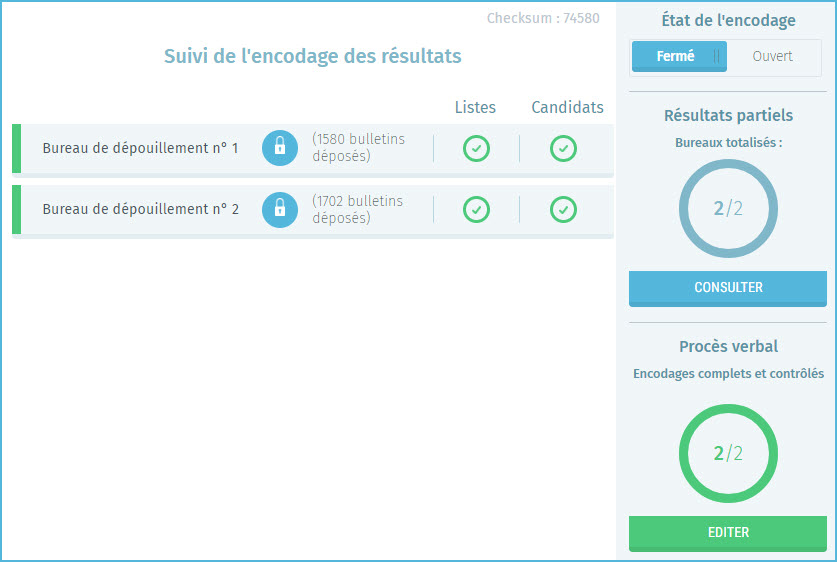 Checksum : 74580
Suivi de l'encodage des résultats
Listes Candidats
Bureau de dépouillement n° 1
(1580 bulletins
déposés)
Bureau de dépouillement n° 2
(1702 bulletins
déposés)
État de l'encodage
Fermé Ouvert
Résultats partiels
Bureaux totalisés :
2/2
CONSULTER
Procès verbal
Encodages complets et contrôlés
2/2
EDITER